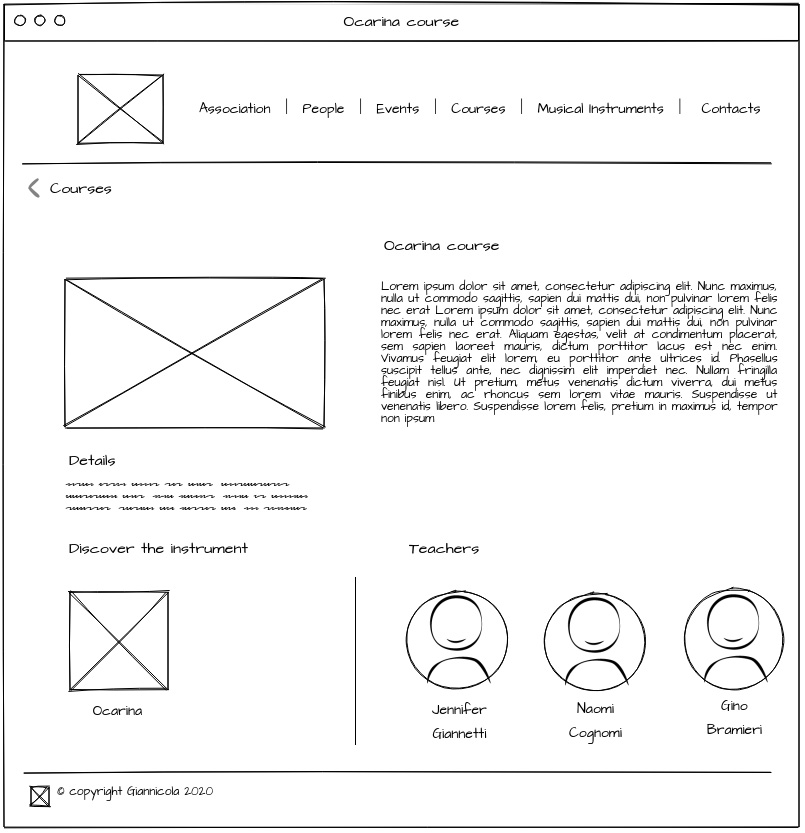 Ocarina course
Association | People | Events | Courses | Musical Instruments | Contacts
Courses
Ocarina course
Lorem ipsum dolor sit amet, consectetur adipiscing elit. Nunc maximus,
nulla ut commodo sagittis, sapien dui mattis dui, non pulvinar lorem felis
nec erat Lorem ipsum dolor sit amet, consectetur adipiscing elit. Nunc
maximus, nulla ut commodo sagittis, sapien dui mattis dui, non pulvinar
lorem felis nec erat. Aliquam egestas, velit at condimentum placerat,
sem sapien laoreet mauris, dictum porttitor lacus est nec enim.
Vivamus feugiat elit lorem, eu porttitor ante ultrices id. Phasellus
suscipit tellus ante, nec dignissim elit imperdiet nec. Nullam fringilla
feugiat nisl. Ut pretium, metus venenatis dictum viverra, dui metus
finibus enim, ac rhoncus sem lorem vitae mauris. Suspendisse ut
venenatis libero. Suspendisse lorem felis, pretium in maximus id, tempor
non ipsum
Details
Discover the instrument
Ocarina
Teachers
Jennifer
Giannetti
Naomi
Cognomi
Gino
Bramieri
© copyright Giannicola 2020